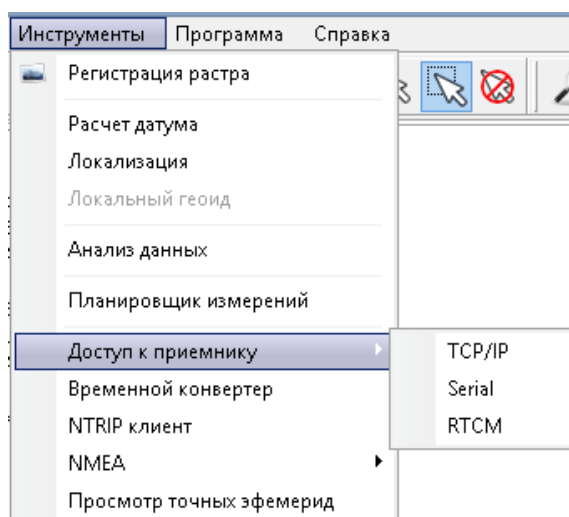 Инструменты Программа Справка
Регистрация растра
Расчет датума
Локализация
Локальный геоид
Анализ данных
Планировщик измерений
Доступ к приемнику TCP/IP
Временной конвертер Serial
NTRIP клиент RTCM
NMEA
Просмотр точных эфемерид